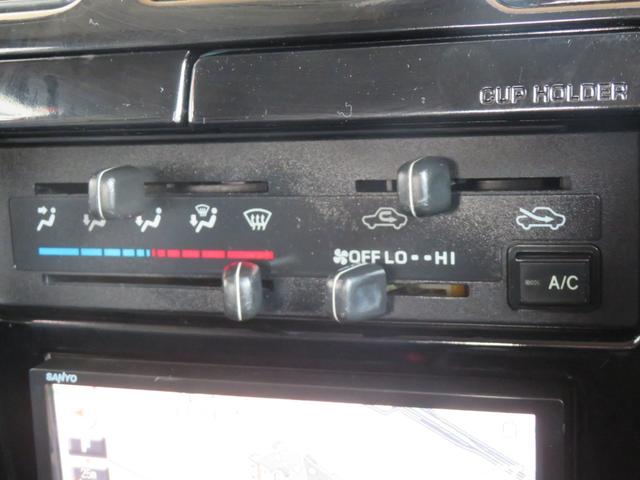 CUP HOLDER
OFF LO HI
A/C
SANYO